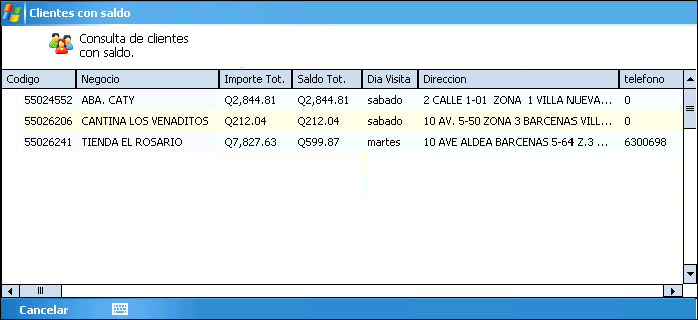 Clientes con saldo
Consulta de clientes
con saldo.
Codigo Negocio Importe Tot. Saldo Tot. Dia Visita Direccion telefono
55024552 ABA. CATY Q2,844.81 Q2,844.81 sabado 2 CALLE 1-01 ZONA 1 VILLA NUEVA... 0
55026206 CANTINA LOS VENADITOS Q212.04 Q212.04 sabado 10 AV. 5-50 ZONA 3 BARCENAS VILL... 0
55026241 TIENDA EL ROSARIO Q7,827.63 Q599.87 martes 10 AVE ALDEA BARCENAS 5-64 Z.3 ... 6300698
Cancelar